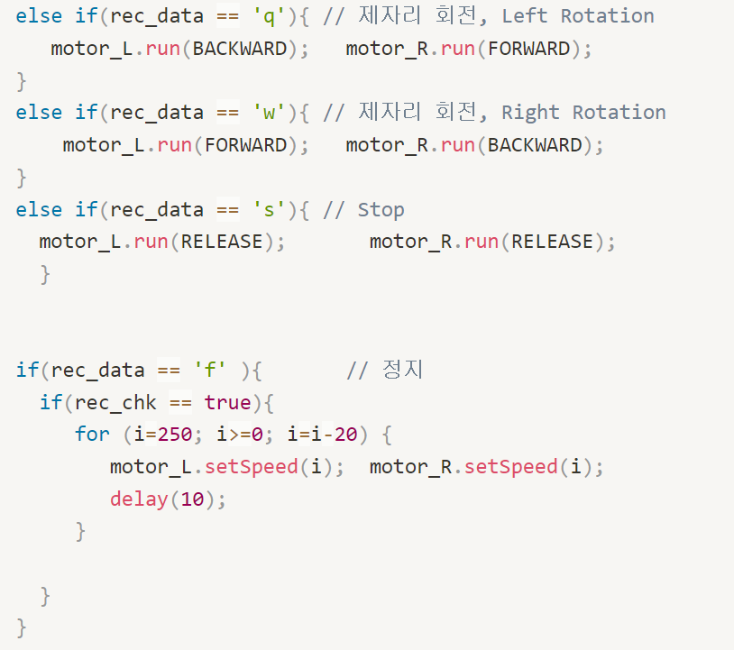 else if(rec_data == 'q'){ // 제자리 회전, Left Rotation
motor_L.run(BACKWARD);   motor_R.run(FORWARD);
}
else if(rec_data == 'w'){ // 제자리 회전, Right Rotation
motor_L.run(FORWARD);   motor_R.run(BACKWARD);
}
else if(rec_data == 's'){ // Stop
motor_L.run(RELEASE);       motor_R.run(RELEASE);
}
if(rec_data == 'f' ){       // 정지
if(rec_chk == true){
for (i=250; i>=0; i=i-20) {
motor_L.setSpeed(i);  motor_R.setSpeed(i);
delay(10);
}
}
}